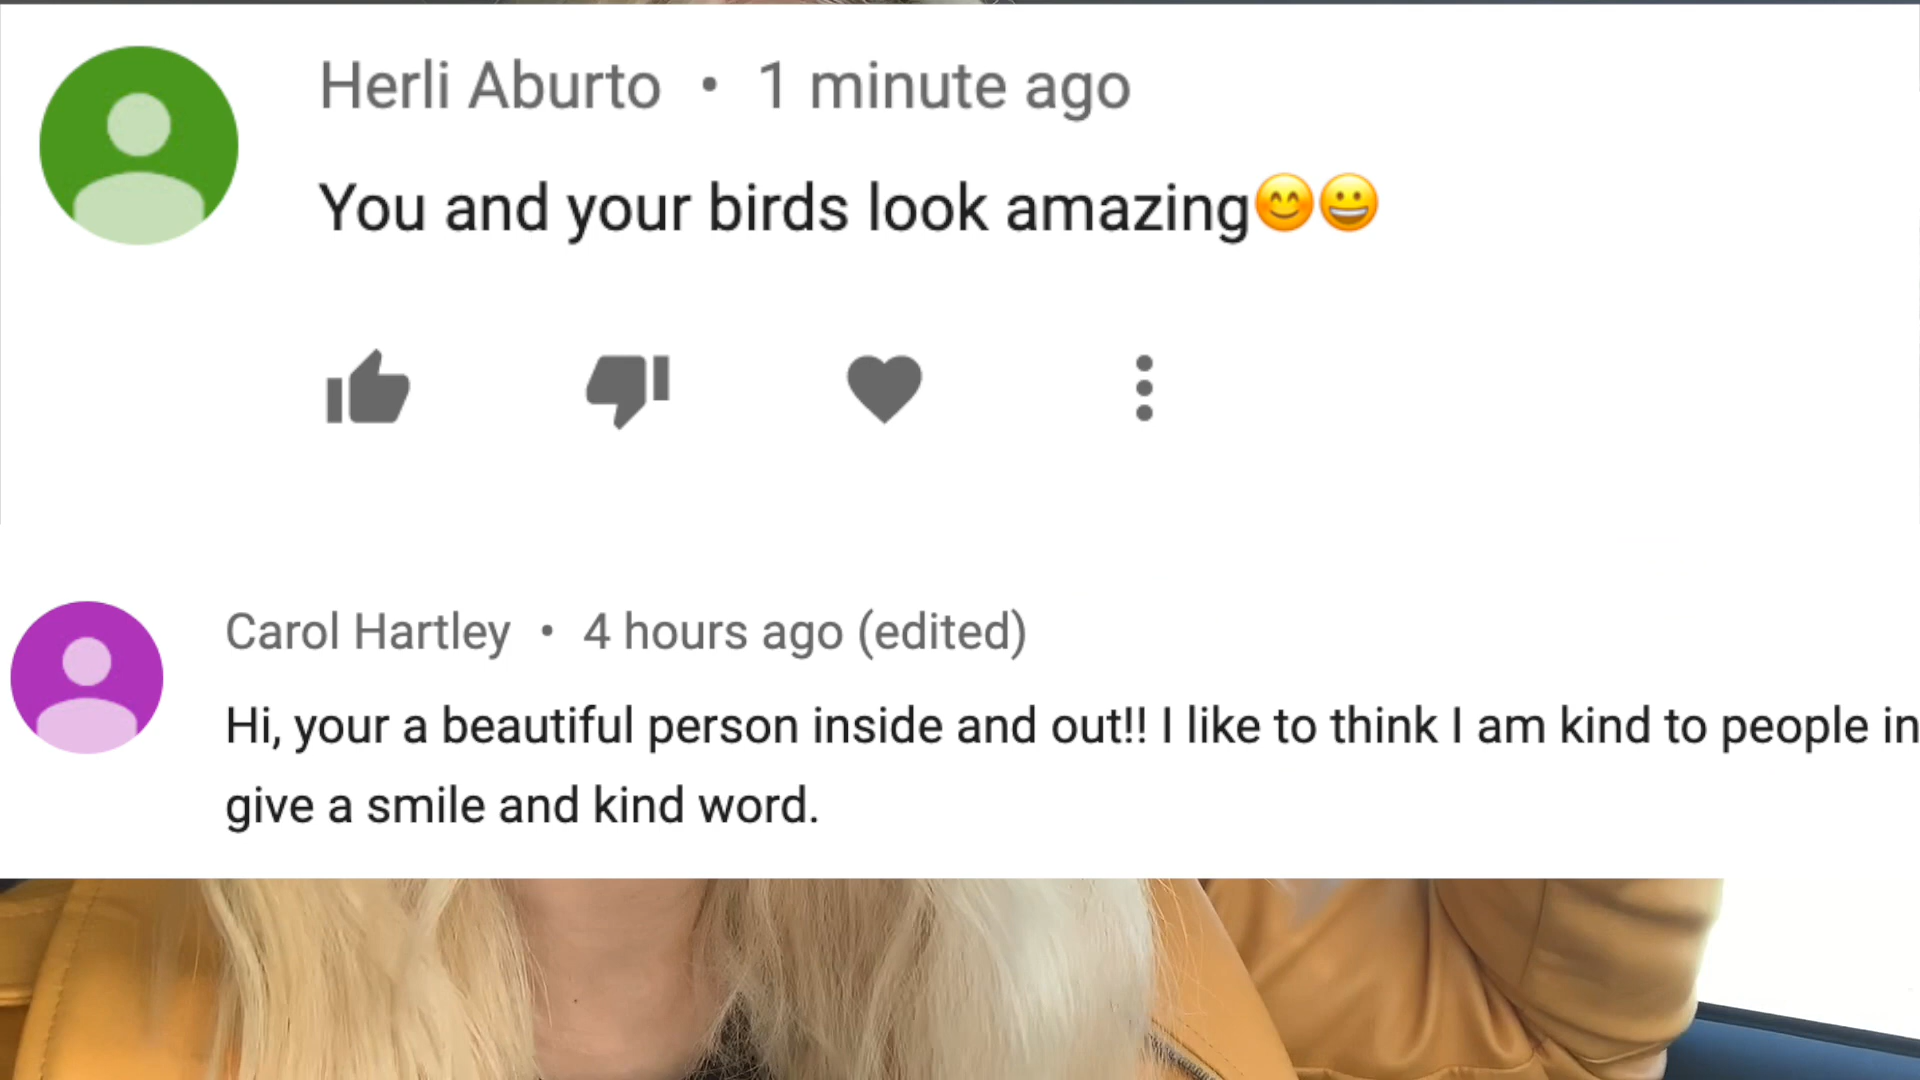 Herli Aburto • 1 minute ago
You and your birds look amazing😊😀
Carol Hartley • 4 hours ago (edited)
Hi, your a beautiful person inside and out!! I like to think I am kind to people in
give a smile and kind word.